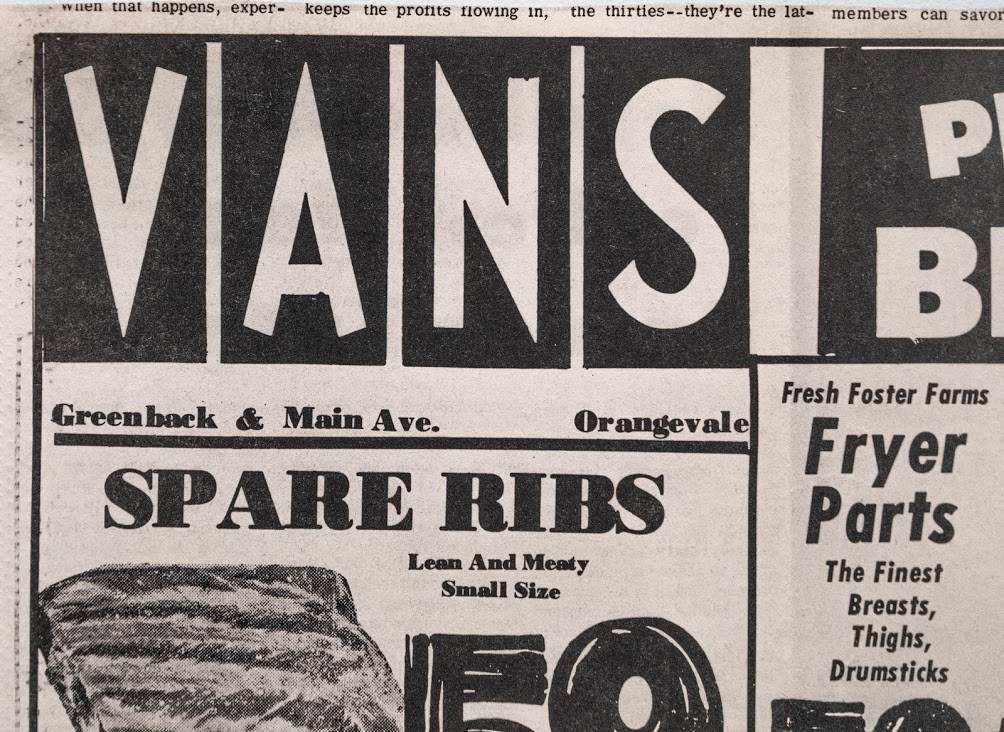 when that happens, exper- keeps the profits flowing in, the thirties--they're the lat- members can savor
VANS
P
B
Greenback & Main Ave. Orangevale
SPARE RIBS
Lean And Meaty
Small Size
59
Fresh Foster Farms
Fryer
Parts
The Finest
Breasts,
Thighs,
Drumsticks